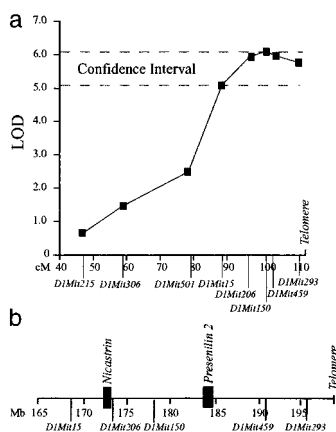 a
7.0
6.0
Confidence Interval
5.0
4.0
LOD
3.0
2.0
1.0
0
Telomere
cM 40 50 60 70 80 90 100 110
D1Mit215 D1Mit306 D1Mit501 D1Mit15 D1Mit293
D1Mit206 D1Mit459
D1Mit150
b
Nicastrin
Presenilin 2
Telomere
Mb 165 170 175 180 185 190 195
D1Mit15 D1Mit206 D1Mit150 D1Mit459 D1Mit293